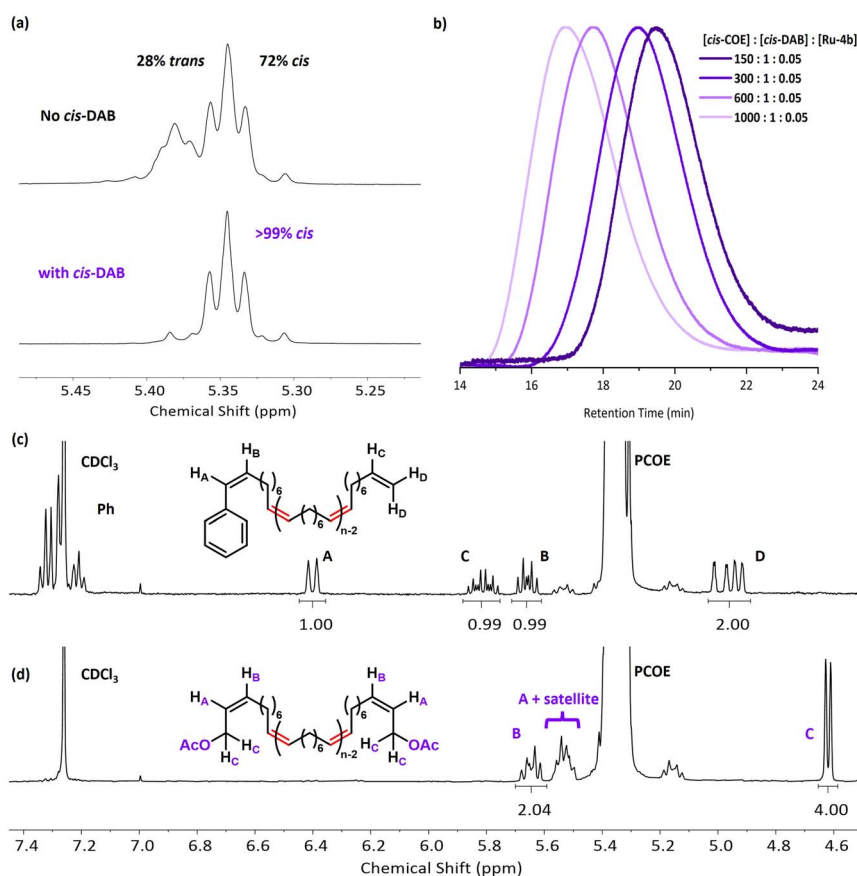 (a)
28% trans
72% cis
No cis-DAB
>99% cis
with cis-DAB
5.45
5.40
5.35
5.30
5.25
Chemical Shift (ppm)
b)
[cis-COE] : [cis-DAB] : [Ru-4b]
150 : 1 : 0.05
300 : 1 : 0.05
600 : 1 : 0.05
1000 : 1 : 0.05
14
16
18
20
22
24
Retention Time (min)
(c)
CDCl3
Ph
HA
HB
6
6
n-2
6
HC
HD
HD
PCOE
A
C
B
D
1.00
0.99
0.99
2.00
(d)
CDCl3
HA
HB
AcO
HC
HC
6
6
n-2
6
HB
HA
HC
HC
OAc
A + satellite
B
PCOE
C
2.04
4.00
7.4
7.2
7.0
6.8
6.6
6.4
6.2
6.0
5.8
5.6
5.4
5.2
5.0
4.8
4.6
Chemical Shift (ppm)